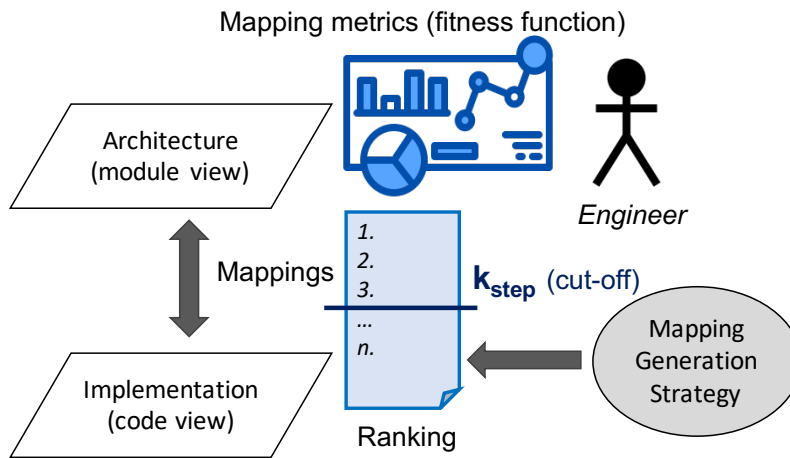 Mapping metrics (fitness function)
Architecture
(module view)
Engineer
Mappings
1.
2.
3.
...
n.
kstep (cut-off)
Mapping
Generation
Strategy
Implementation
(code view)
Ranking